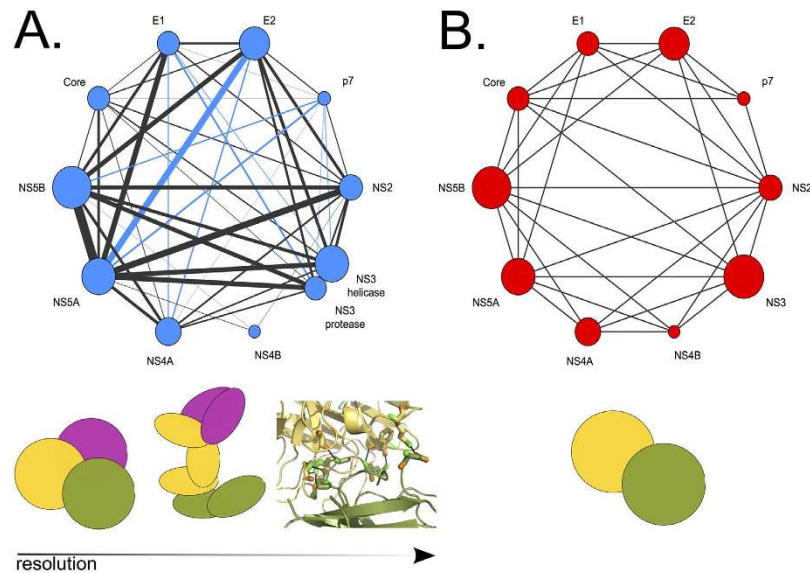 A.
E1
E2
Core
p7
NS5B
NS2
NS5A
NS3
helicase
NS3
protease
NS4A
NS4B
resolution
B.
E1
E2
Core
p7
NS5B
NS2
NS5A
NS3
NS4A
NS4B